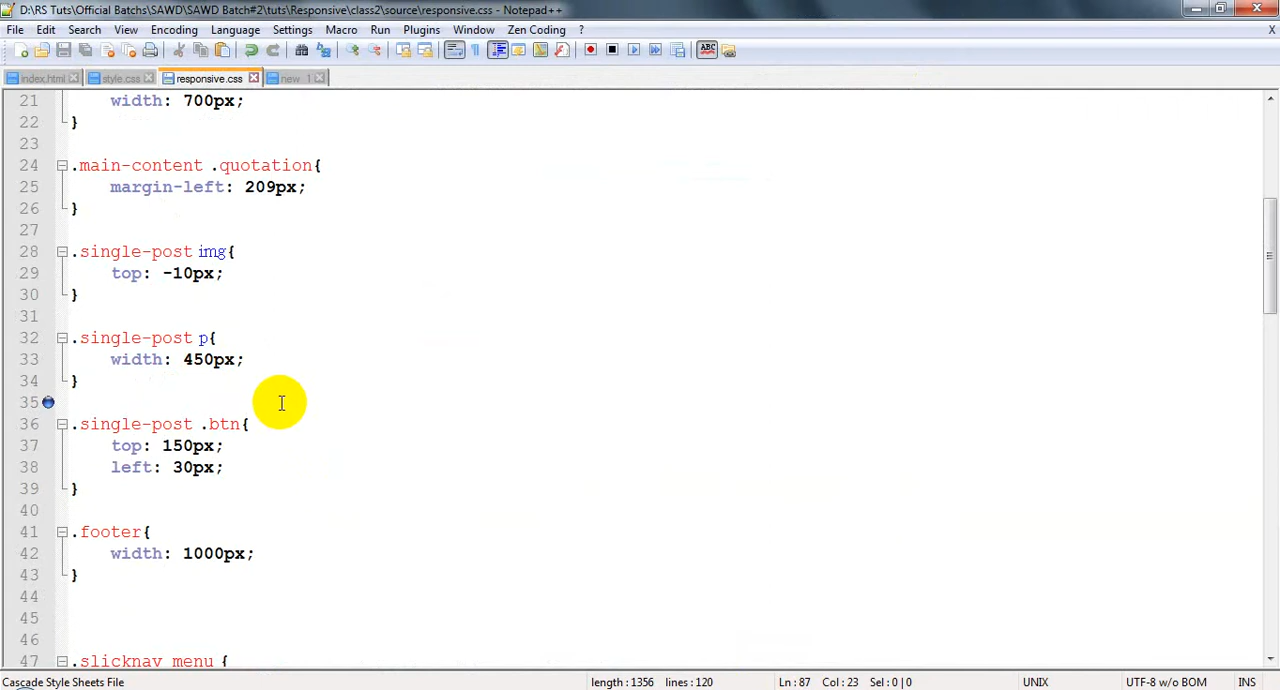 D:\RS Tuts\Official Batchs\SAWD\SAWD Batch#2\tuts\Responsive\class2\source\responsive.css - Notepad++
File Edit Search View Encoding Language Settings Macro Run Plugins Window Zen Coding ? X
ABC
index.html style.css responsive.css new 1
21 width: 700px;
22 }
23
24 .main-content .quotation{
25 margin-left: 209px;
26 }
27
28 .single-post img{
29 top: -10px;
30 }
31
32 .single-post p{
33 width: 450px;
34 }
35
36 .single-post .btn{
37 top: 150px;
38 left: 30px;
39 }
40
41 .footer{
42 width: 1000px;
43 }
44
45
46
47 .slicknav_menu {
Cascade Style Sheets File length : 1356 lines : 120 Ln : 87 Col : 23 Sel : 0 | 0 UNIX UTF-8 w/o BOM INS